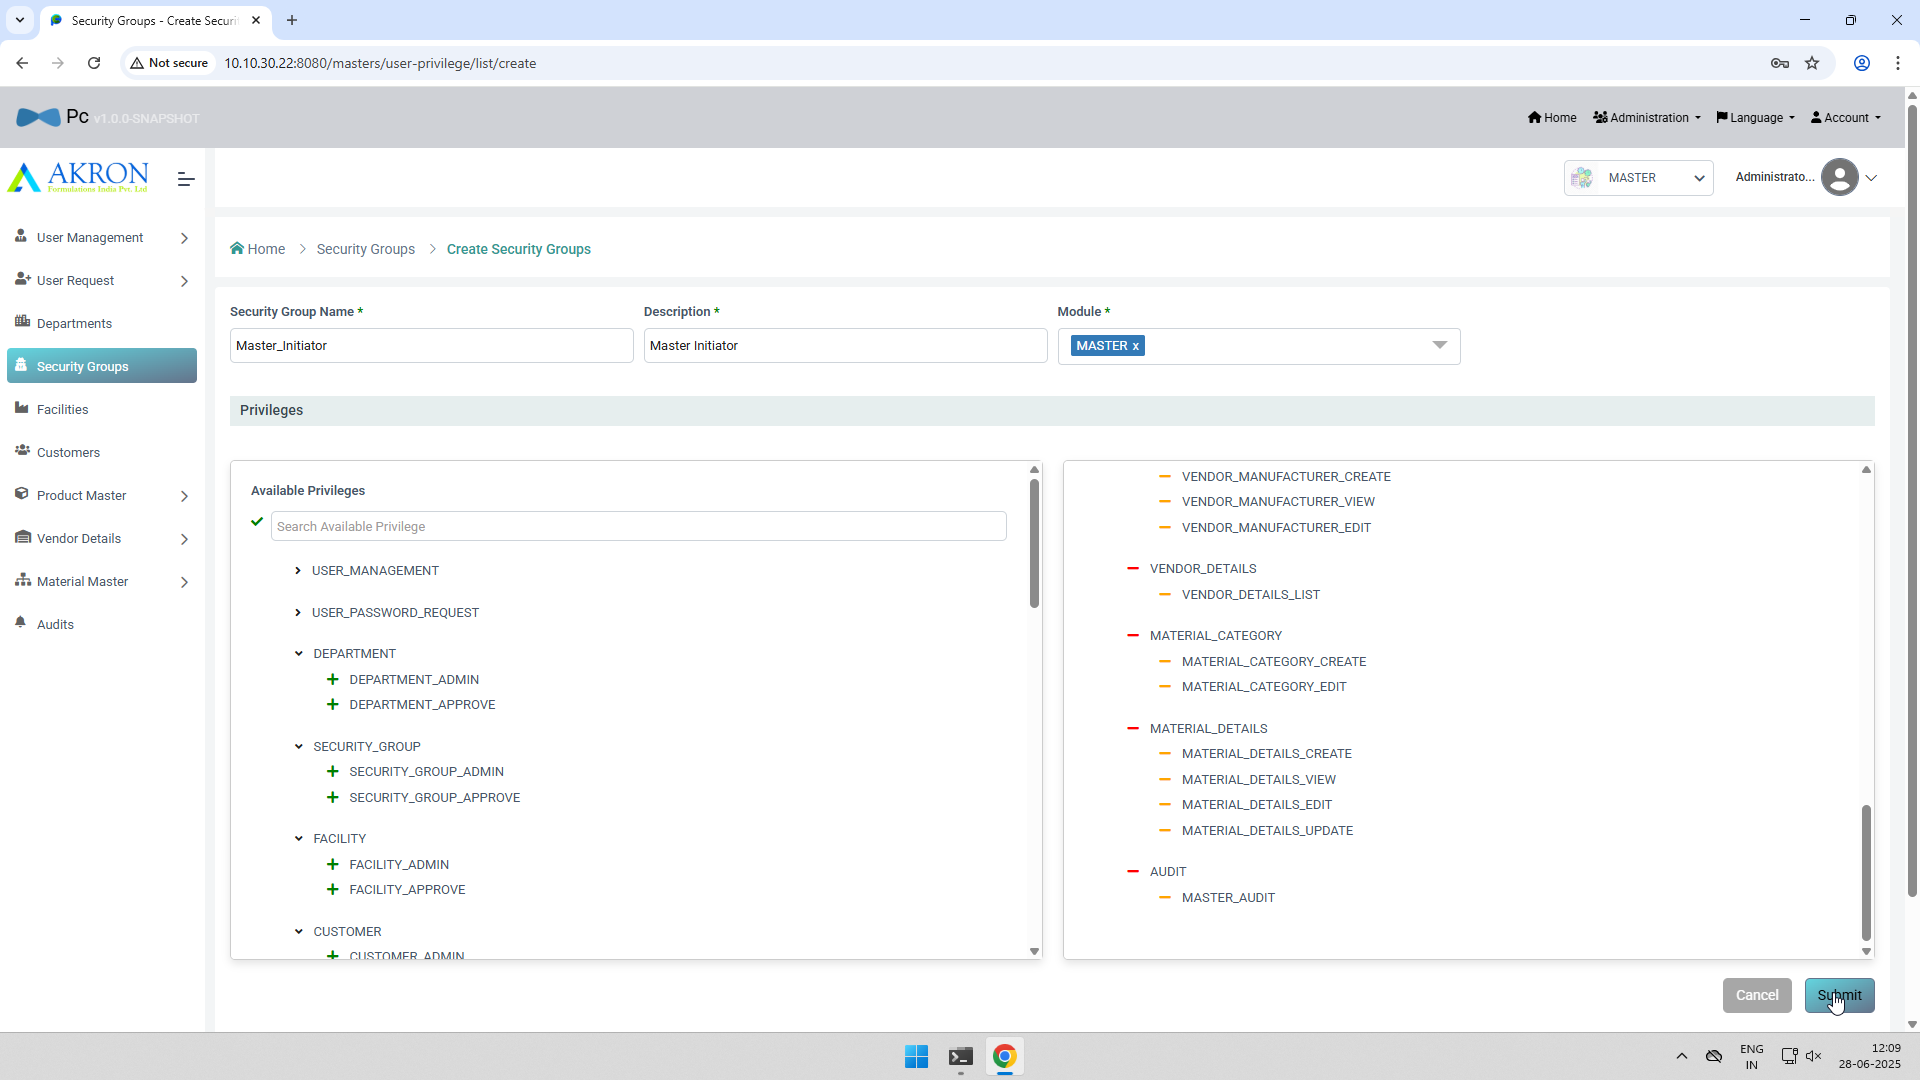 Security Groups - Create Securi
Not secure
10.10.30.22:8080/masters/user-privilege/list/create
Pc v1.0.0-SNAPSHOT
Home
Administration
Language
Account
AKRON
Formulations India Pvt. Ltd
MASTER
Administrato...
User Management
User Request
Departments
Security Groups
Facilities
Customers
Product Master
Vendor Details
Material Master
Audits
Home
Security Groups
Create Security Groups
Security Group Name *
Description *
Module *
Master_Initiator
Master Initiator
MASTER x
Privileges
Available Privileges
Search Available Privilege
USER_MANAGEMENT
USER_PASSWORD_REQUEST
DEPARTMENT
DEPARTMENT_ADMIN
DEPARTMENT_APPROVE
SECURITY_GROUP
SECURITY_GROUP_ADMIN
SECURITY_GROUP_APPROVE
FACILITY
FACILITY_ADMIN
FACILITY_APPROVE
CUSTOMER
CUSTOMER_ADMIN
VENDOR_MANUFACTURER_CREATE
VENDOR_MANUFACTURER_VIEW
VENDOR_MANUFACTURER_EDIT
VENDOR_DETAILS
VENDOR_DETAILS_LIST
MATERIAL_CATEGORY
MATERIAL_CATEGORY_CREATE
MATERIAL_CATEGORY_EDIT
MATERIAL_DETAILS
MATERIAL_DETAILS_CREATE
MATERIAL_DETAILS_VIEW
MATERIAL_DETAILS_EDIT
MATERIAL_DETAILS_UPDATE
AUDIT
MASTER_AUDIT
Cancel
Submit
ENG
IN
12:09
28-06-2025